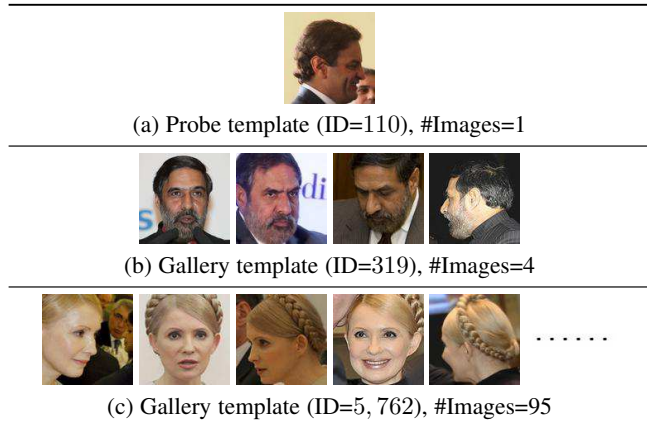 (a) Probe template (ID=110), #Images=1
di
(b) Gallery template (ID=319), #Images=4
......
(c) Gallery template (ID=5, 762), #Images=95